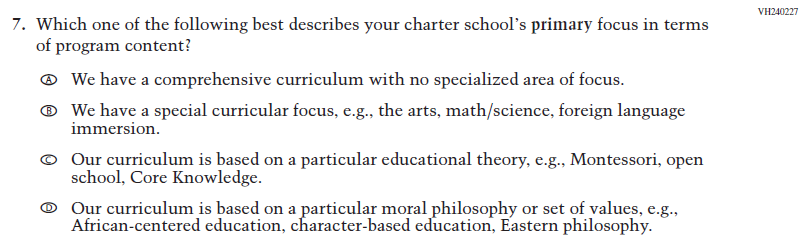 VH240227
7. Which one of the following best describes your charter school's primary focus in terms
of program content?
Ⓐ We have a comprehensive curriculum with no specialized area of focus.
Ⓑ We have a special curricular focus, e.g., the arts, math/science, foreign language
immersion.
Ⓒ Our curriculum is based on a particular educational theory, e.g., Montessori, open
school, Core Knowledge.
Ⓓ Our curriculum is based on a particular moral philosophy or set of values, e.g.,
African-centered education, character-based education, Eastern philosophy.